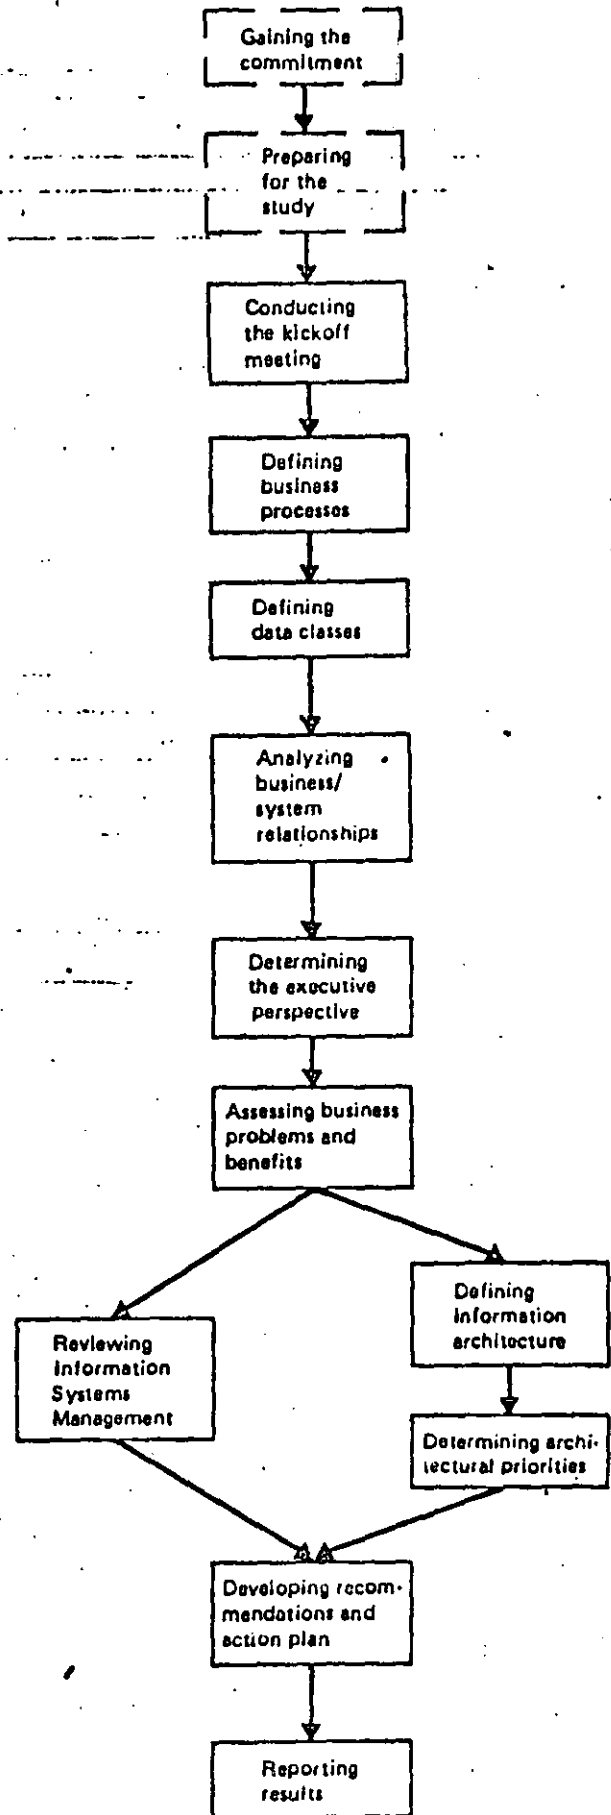 Gaining the
commitment
Preparing
for the
study
Conducting
the kickoff
meeting
Defining
business
processes
Defining
data classes
Analyzing
business/
system
relationships
Determining
the executive
perspective
Assessing business
problems and
benefits
Defining
Information
architecture
Reviewing
Information
Systems
Management
Determining archi-
tectural priorities
Developing recom-
mendations and
action plan
Reporting
results